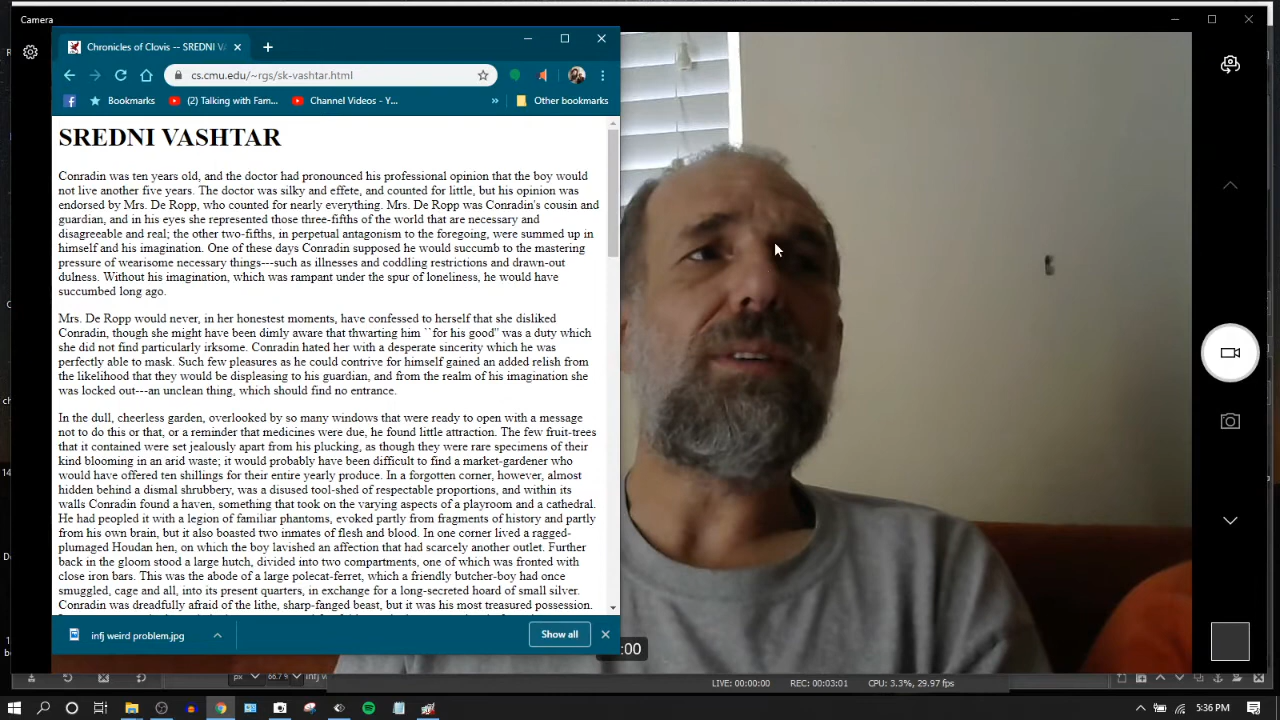 Camera
Chronicles of Clovis -- SREDNI V
cs.cmu.edu/~rgs/sk-vashtar.html
Bookmarks
(2) Talking with Fam...
Channel Videos - Y...
»
Other bookmarks
SREDNI VASHTAR
Conradin was ten years old, and the doctor had pronounced his professional opinion that the boy would
not live another five years. The doctor was silky and effete, and counted for little, but his opinion was
endorsed by Mrs. De Ropp, who counted for nearly everything. Mrs. De Ropp was Conradin's cousin and
guardian, and in his eyes she represented those three-fifths of the world that are necessary and
disagreeable and real; the other two-fifths, in perpetual antagonism to the foregoing, were summed up in
himself and his imagination. One of these days Conradin supposed he would succumb to the mastering
pressure of wearisome necessary things---such as illnesses and coddling restrictions and drawn-out
dulness. Without his imagination, which was rampant under the spur of loneliness, he would have
succumbed long ago.
Mrs. De Ropp would never, in her honestest moments, have confessed to herself that she disliked
Conradin, though she might have been dimly aware that thwarting him ``for his good'' was a duty which
she did not find particularly irksome. Conradin hated her with a desperate sincerity which he was
perfectly able to mask. Such few pleasures as he could contrive for himself gained an added relish from
the likelihood that they would be displeasing to his guardian, and from the realm of his imagination she
was locked out---an unclean thing, which should find no entrance.
In the dull, cheerless garden, overlooked by so many windows that were ready to open with a message
not to do this or that, or a reminder that medicines were due, he found little attraction. The few fruit-trees
that it contained were set jealously apart from his plucking, as though they were rare specimens of their
kind blooming in an arid waste; it would probably have been difficult to find a market-gardener who
would have offered ten shillings for their entire yearly produce. In a forgotten corner, however, almost
hidden behind a dismal shrubbery, was a disused tool-shed of respectable proportions, and within its
walls Conradin found a haven, something that took on the varying aspects of a playroom and a cathedral.
He had peopled it with a legion of familiar phantoms, evoked partly from fragments of history and partly
from his own brain, but it also boasted two inmates of flesh and blood. In one corner lived a ragged-
plumaged Houdan hen, on which the boy lavished an affection that had scarcely another outlet. Further
back in the gloom stood a large hutch, divided into two compartments, one of which was fronted with
close iron bars. This was the abode of a large polecat-ferret, which a friendly butcher-boy had once
smuggled, cage and all, into its present quarters, in exchange for a long-secreted hoard of small silver.
Conradin was dreadfully afraid of the lithe, sharp-fanged beast, but it was his most treasured possession.
infj weird problem.jpg
Show all
:00
px
66.7
infj w
LIVE: 00:00:00
REC: 00:03:01
CPU: 3.3%, 29.97 fps
5:36 PM